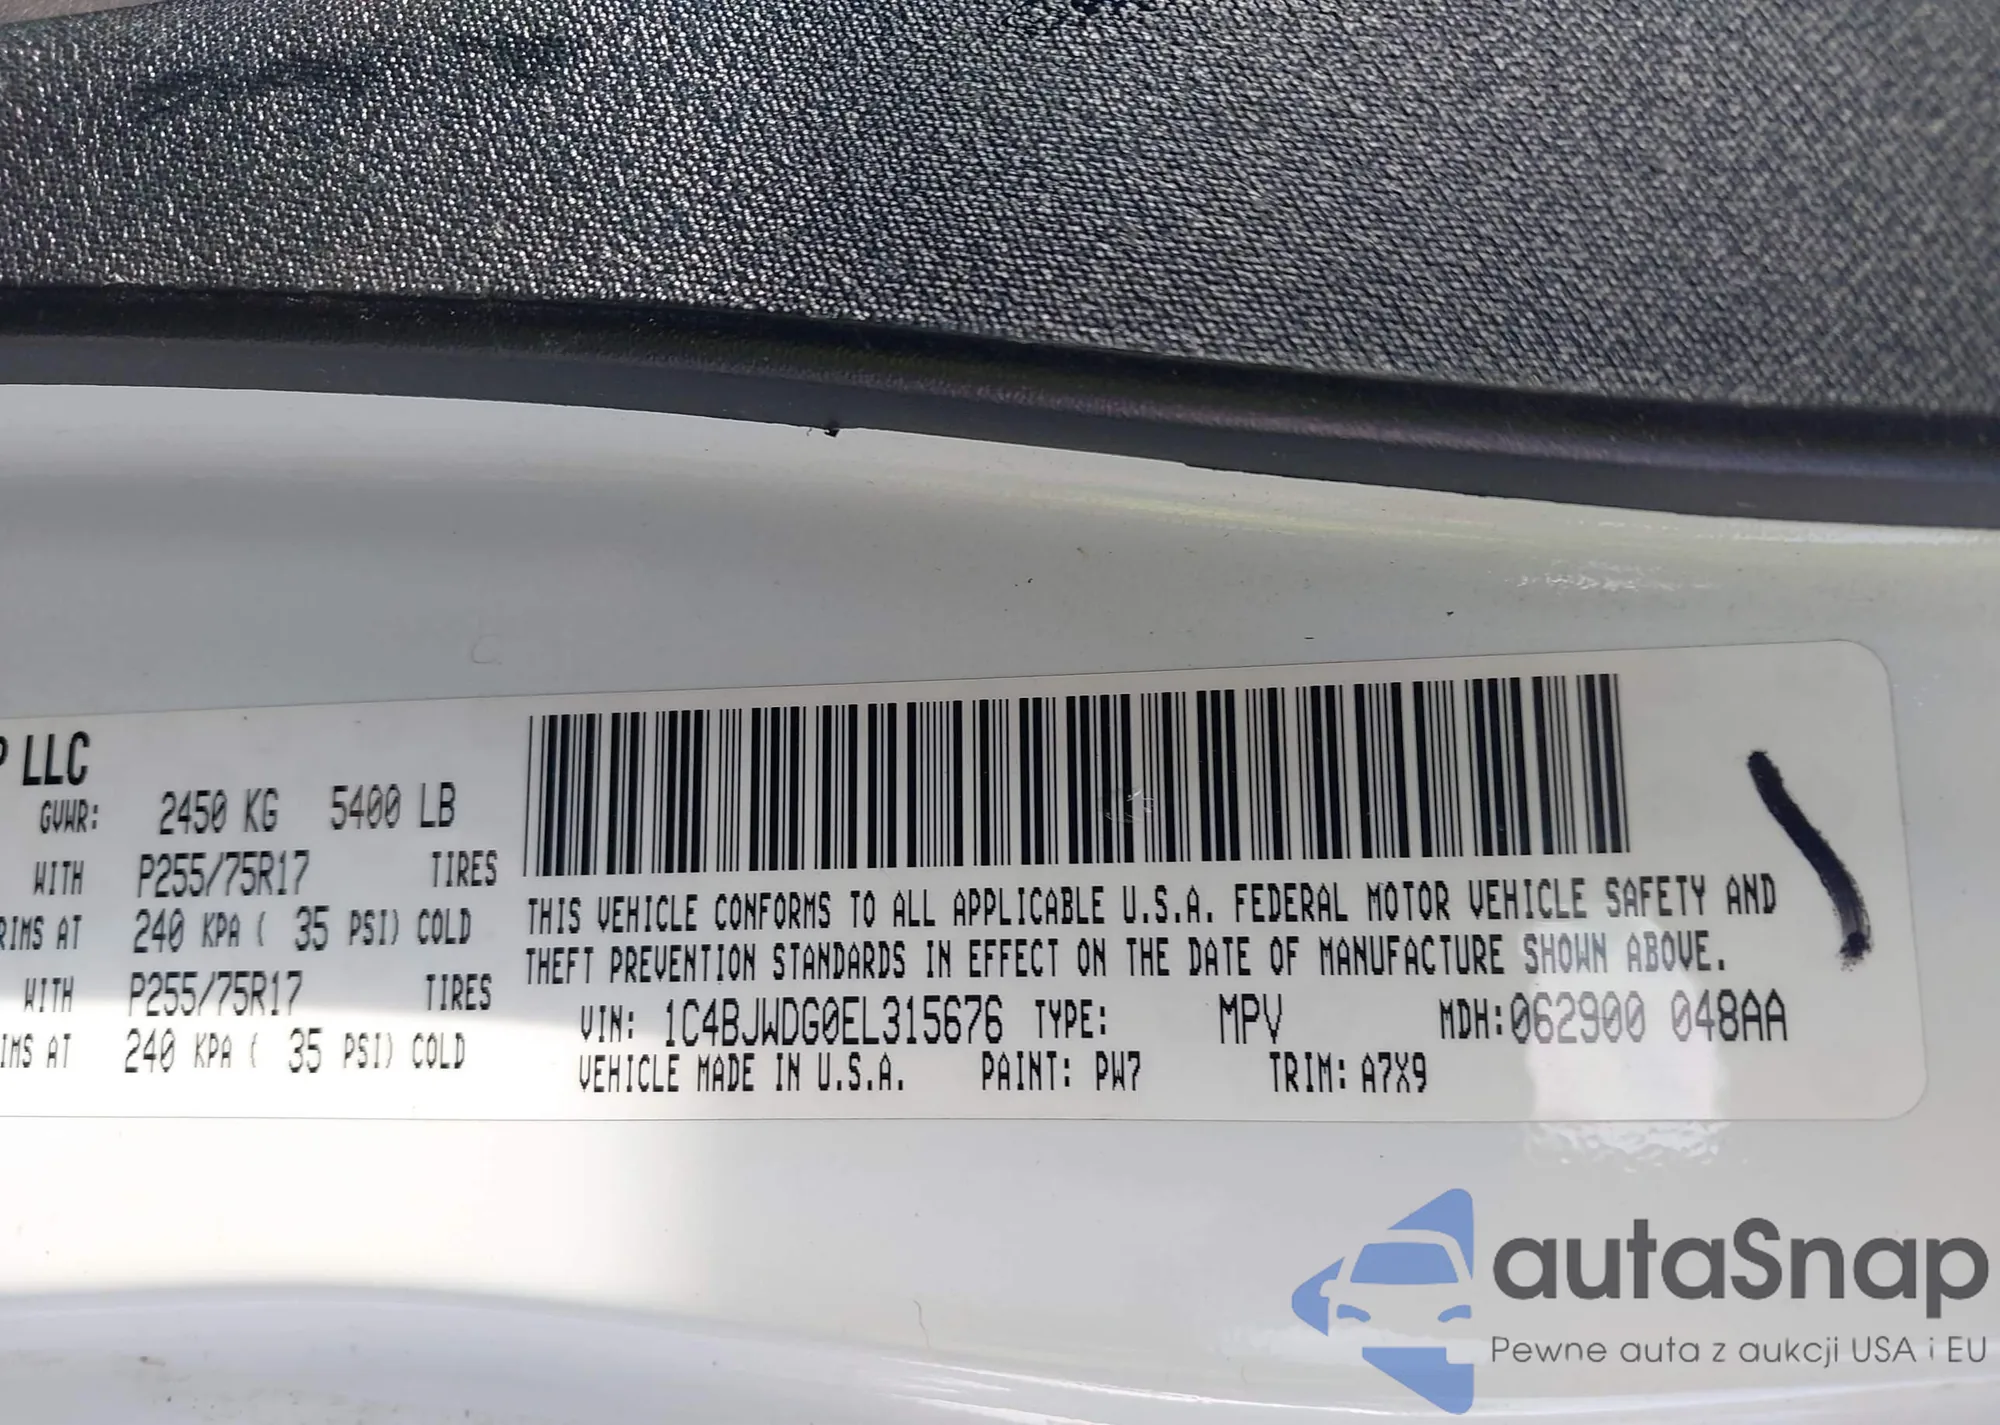 LLC
GVWR: 2450 KG 5400 LB
WITH P255/75R17 TIRES
RIMS AT 240 KPA ( 35 PSI) COLD
WITH P255/75R17 TIRES
IMS AT 240 KPA ( 35 PSI) COLD
THIS VEHICLE CONFORMS TO ALL APPLICABLE U.S.A. FEDERAL MOTOR VEHICLE SAFETY AND
THEFT PREVENTION STANDARDS IN EFFECT ON THE DATE OF MANUFACTURE SHOWN ABOVE.
VIN: 1C4BJWDG0EL315676 TYPE: MPV MDH:062900 048AA
VEHICLE MADE IN U.S.A. PAINT: PW7 TRIM: A7X9
autaSnap
Pewne auta z aukcji USA i EU